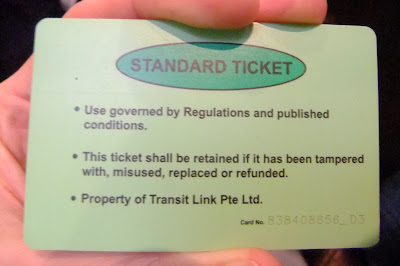 STANDARD TICKET
• Use governed by Regulations and published
conditions.
• This ticket shall be retained if it has been tampered
with, misused, replaced or refunded.
• Property of Transit Link Pte Ltd.
Card No. 838408656_D3